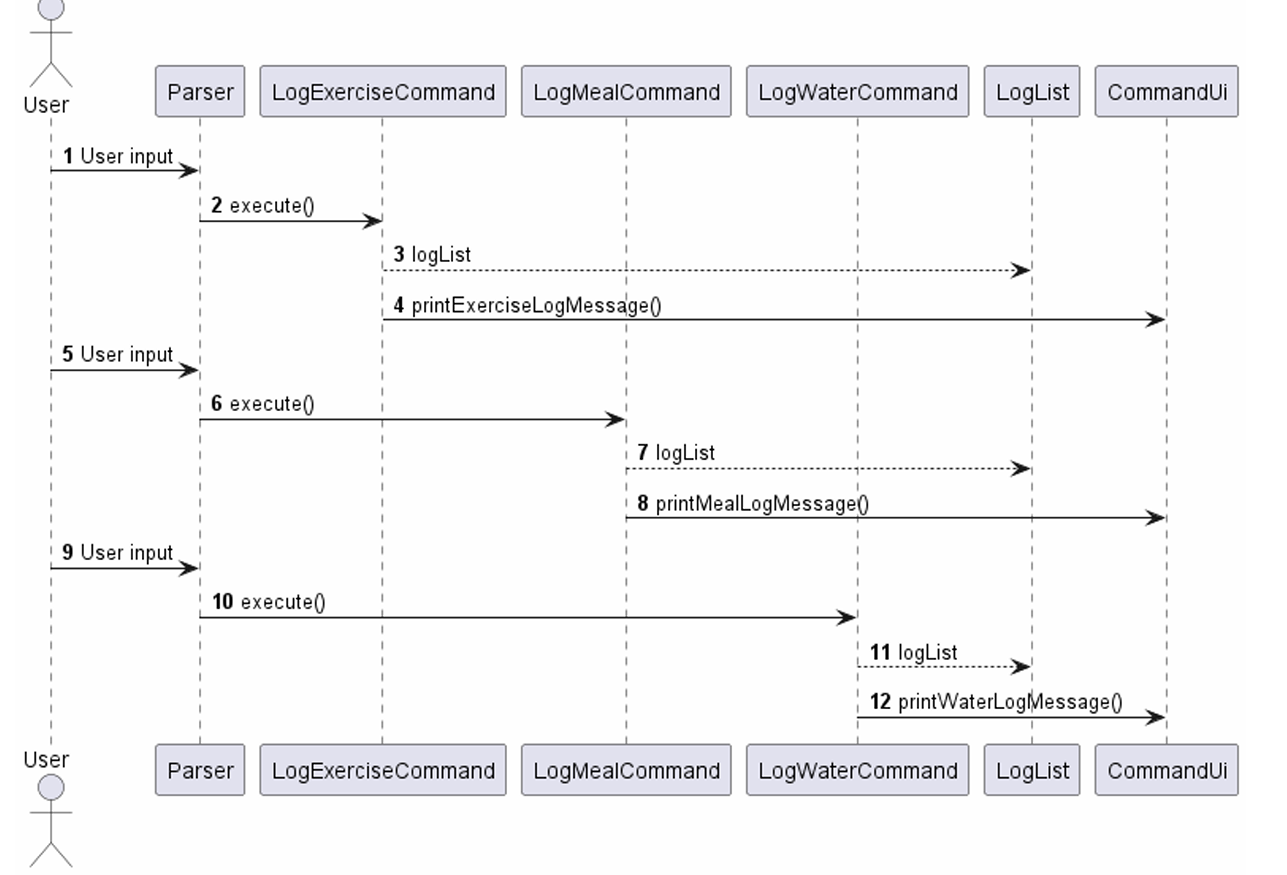 User
Parser
LogExerciseCommand
LogMealCommand
LogWaterCommand
LogList
CommandUi
1 User input
2 execute()
3 logList
4 printExerciseLogMessage()
5 User input
6 execute()
7 logList
8 printMealLogMessage()
9 User input
10 execute()
11 logList
12 printWaterLogMessage()
User
Parser
LogExerciseCommand
LogMealCommand
LogWaterCommand
LogList
CommandUi